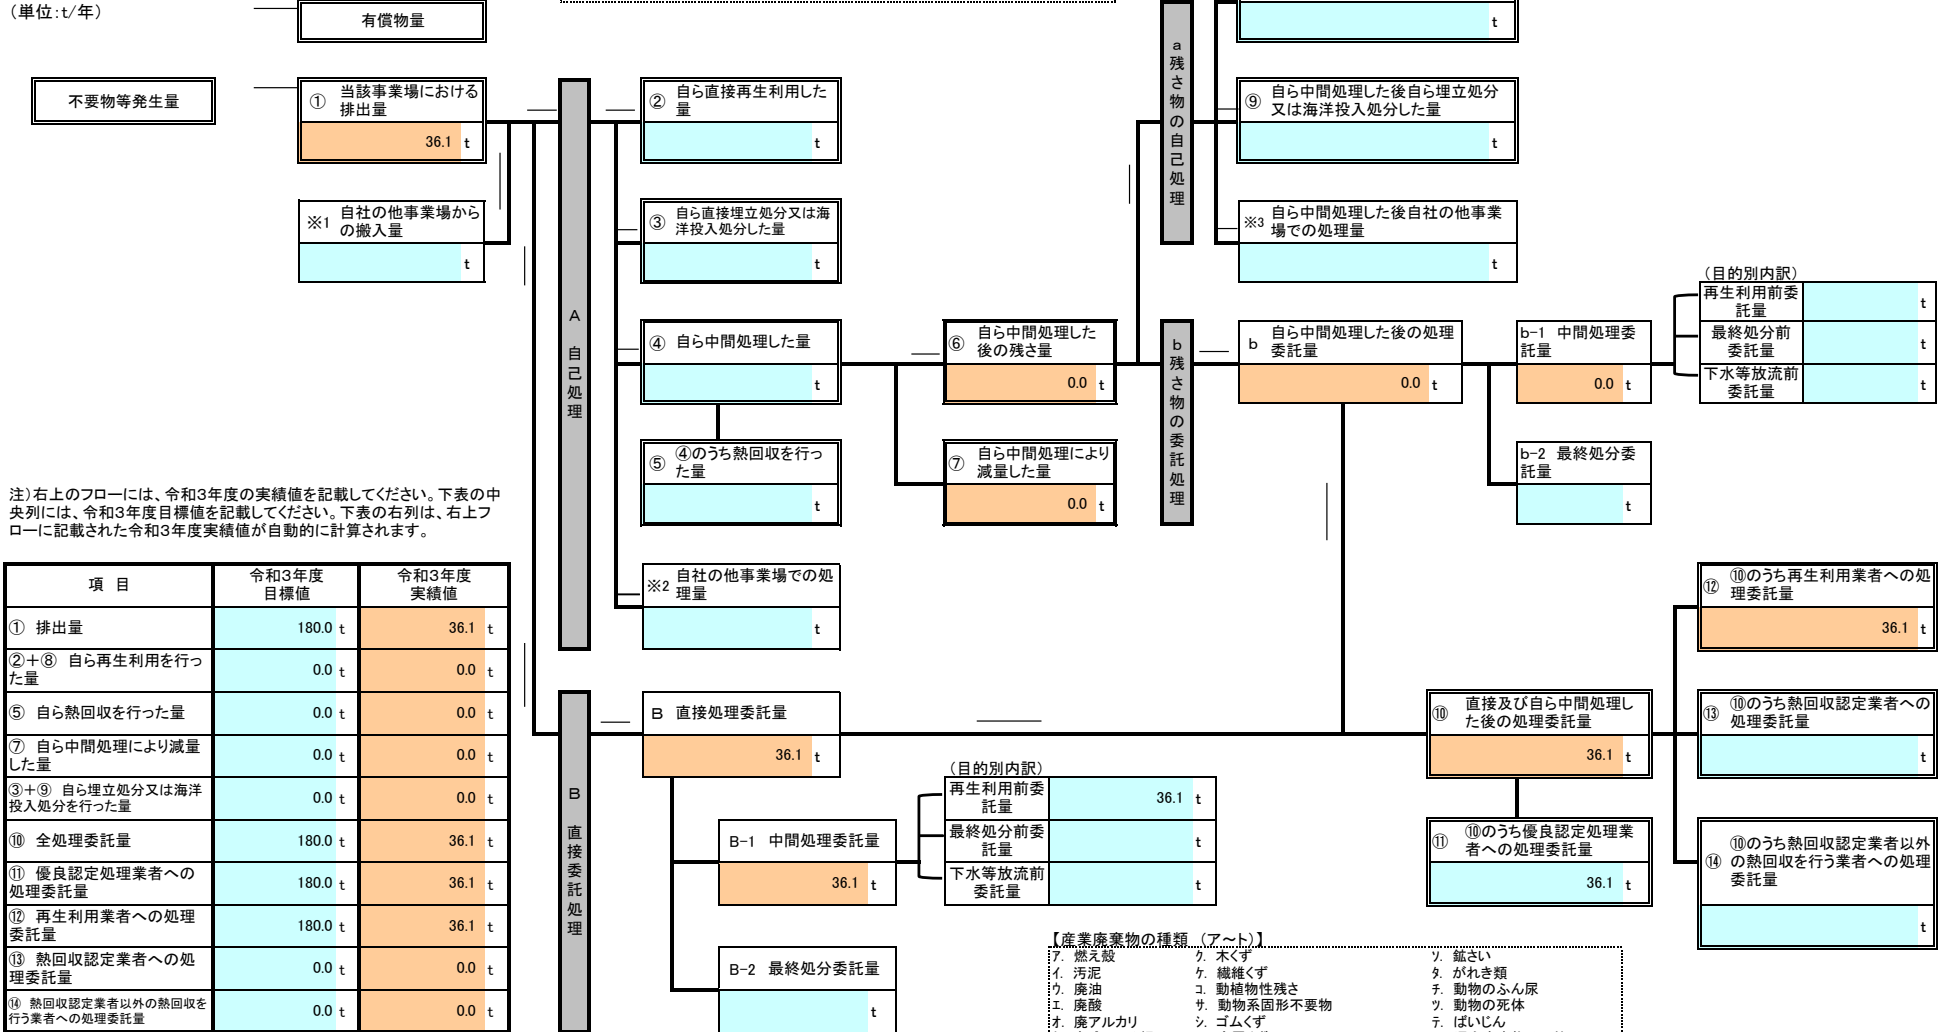 (単位:t/年)
有償物量
t
不要物等発生量
① 当該事業場における
排出量
36.1 t
② 自ら直接再生利用した
量
t
⑨ 自ら中間処理した後自ら埋立処分
又は海洋投入処分した量
t
a 残さ物の自己処理
※1 自社の他事業場から
の搬入量
t
③ 自ら直接埋立処分又は海
洋投入処分した量
t
※3 自ら中間処理した後自社の他事業
場での処理量
t
A 自己処理
④ 自ら中間処理した量
t
⑥ 自ら中間処理した
後の残さ量
0.0 t
b 残さ物の委託処理
b 自ら中間処理した後の処理
委託量
0.0 t
b-1 中間処理委
託量
0.0 t
(目的別内訳)
再生利用前委
託量
t
最終処分前
委託量
t
下水等放流前
委託量
t
⑤ ④のうち熱回収を行っ
た量
t
⑦ 自ら中間処理により
減量した量
0.0 t
b-2 最終処分委
託量
t
注)右上のフローには、令和3年度の実績値を記載してください。下表の中
央列には、令和3年度目標値を記載してください。下表の右列は、右上フ
ローに記載された令和3年度実績値が自動的に計算されます。
項 目 令和3年度
目標値 令和3年度
実績値
① 排出量 180.0 t 36.1 t
②+⑧ 自ら再生利用を行っ
た量 0.0 t 0.0 t
⑤ 自ら熱回収を行った量 0.0 t 0.0 t
⑦ 自ら中間処理により減量
した量 0.0 t 0.0 t
③+⑨ 自ら埋立処分又は海洋
投入処分を行った量 0.0 t 0.0 t
⑩ 全処理委託量 180.0 t 36.1 t
⑪ 優良認定処理業者への
処理委託量 180.0 t 36.1 t
⑫ 再生利用業者への処理
委託量 180.0 t 36.1 t
⑬ 熱回収認定業者への処
理委託量 0.0 t 0.0 t
⑭ 熱回収認定業者以外の熱回収を
行う業者への処理委託量 0.0 t 0.0 t
※2 自社の他事業場での処
理量
t
B 直接委託処理
B 直接処理委託量
36.1 t
B-1 中間処理委託量
36.1 t
(目的別内訳)
再生利用前委
託量
36.1 t
最終処分前委
託量
t
下水等放流前
委託量
t
B-2 最終処分委託量
t
⑩ 直接及び自ら中間処理し
た後の処理委託量
36.1 t
⑪ ⑩のうち優良認定処理業
者への処理委託量
36.1 t
⑫ ⑩のうち再生利用業者への処
理委託量
36.1 t
⑬ ⑩のうち熱回収認定業者への
処理委託量
t
⑭ ⑩のうち熱回収認定業者以外
の熱回収を行う業者への処理
委託量
t
【産業廃棄物の種類 (ア~ト)】
ア. 燃え殻 ク. 木くず ソ. 鉱さい
イ. 汚泥 ケ. 繊維くず タ. がれき類
ウ. 廃油 コ. 動植物性残さ チ. 動物のふん尿
エ. 廃酸 サ. 動物系固形不要物 ツ. 動物の死体
オ. 廃アルカリ シ. ゴムくず テ. ばいじん